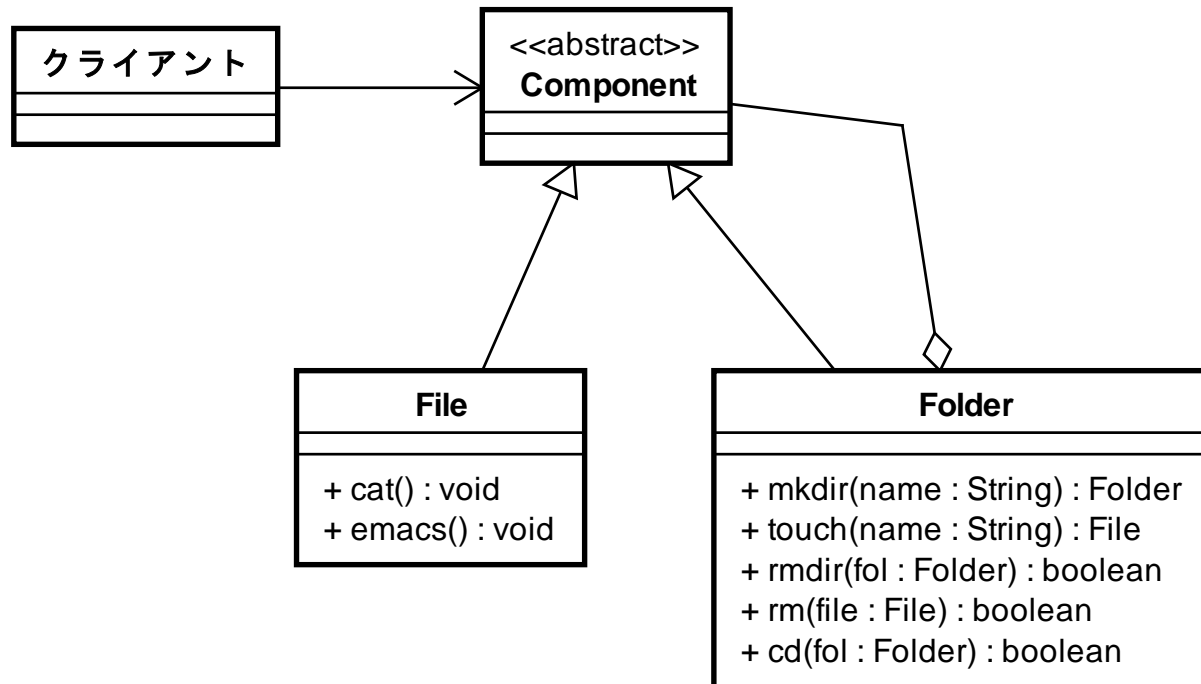 クライアント
<<abstract>>
Component
File
+ cat() : void
+ emacs() : void
Folder
+ mkdir(name : String) : Folder
+ touch(name : String) : File
+ rmdir(fol : Folder) : boolean
+ rm(file : File) : boolean
+ cd(fol : Folder) : boolean